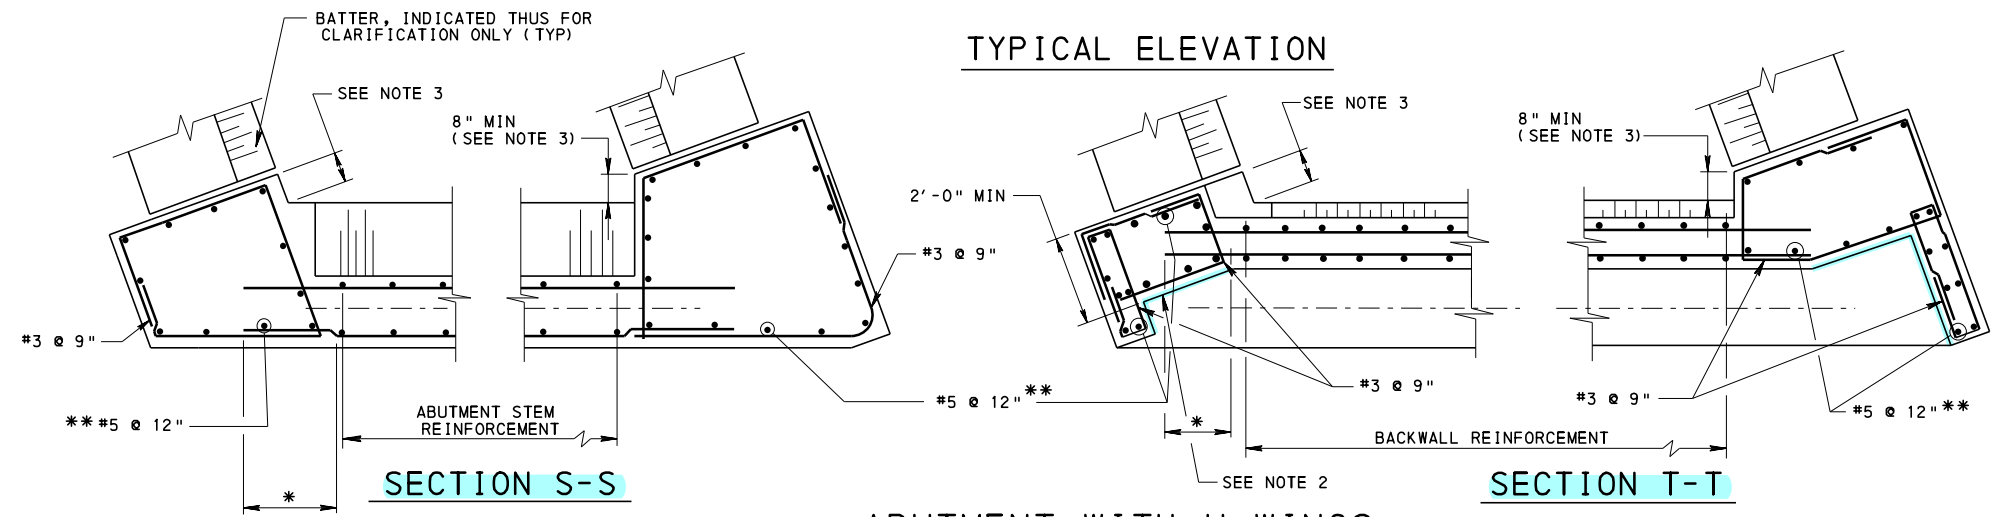 BATTER, INDICATED THUS FOR
CLARIFICATION ONLY (TYP)
TYPICAL ELEVATION
SEE NOTE 3
8" MIN
(SEE NOTE 3)
SEE NOTE 3
8" MIN
(SEE NOTE 3)
2'-0" MIN
#3 @ 9"
#3 @ 9"
#3 @ 9"
#3 @ 9"
#5 @ 12"**
**#5 @ 12"
#5 @ 12"**
ABUTMENT STEM
REINFORCEMENT
*
BACKWALL REINFORCEMENT
SECTION S-S
*
SEE NOTE 2
SECTION T-T